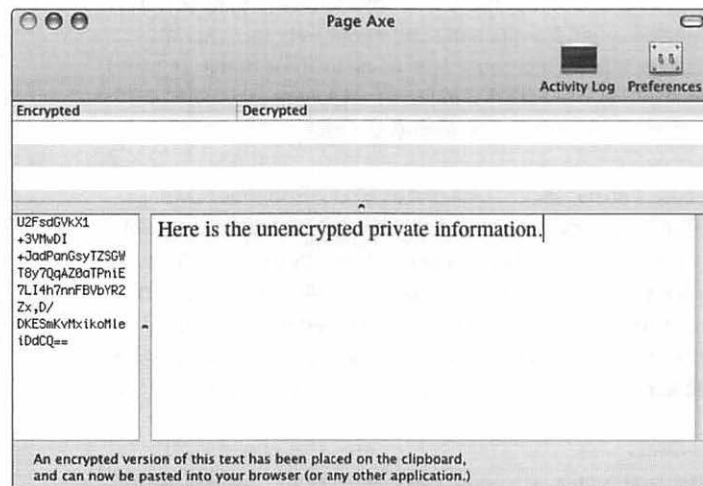 Page Axe
Activity Log Preferences
Encrypted Decrypted
U2FsdGVkX1
+3VMwDI
+JadPanGsyTZSGW
T8y7QqAZ0aTPniE
7LI4h7nnFBVbYR2
Zx,D/
DKESmKvMxikoMle
iDdCQ==
Here is the unencrypted private information.
An encrypted version of this text has been placed on the clipboard,
and can now be pasted into your browser (or any other application.)